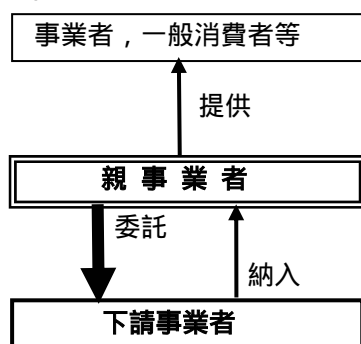 事業者，一般消費者等
提供
親 事 業 者
委託
納入
下請事業者